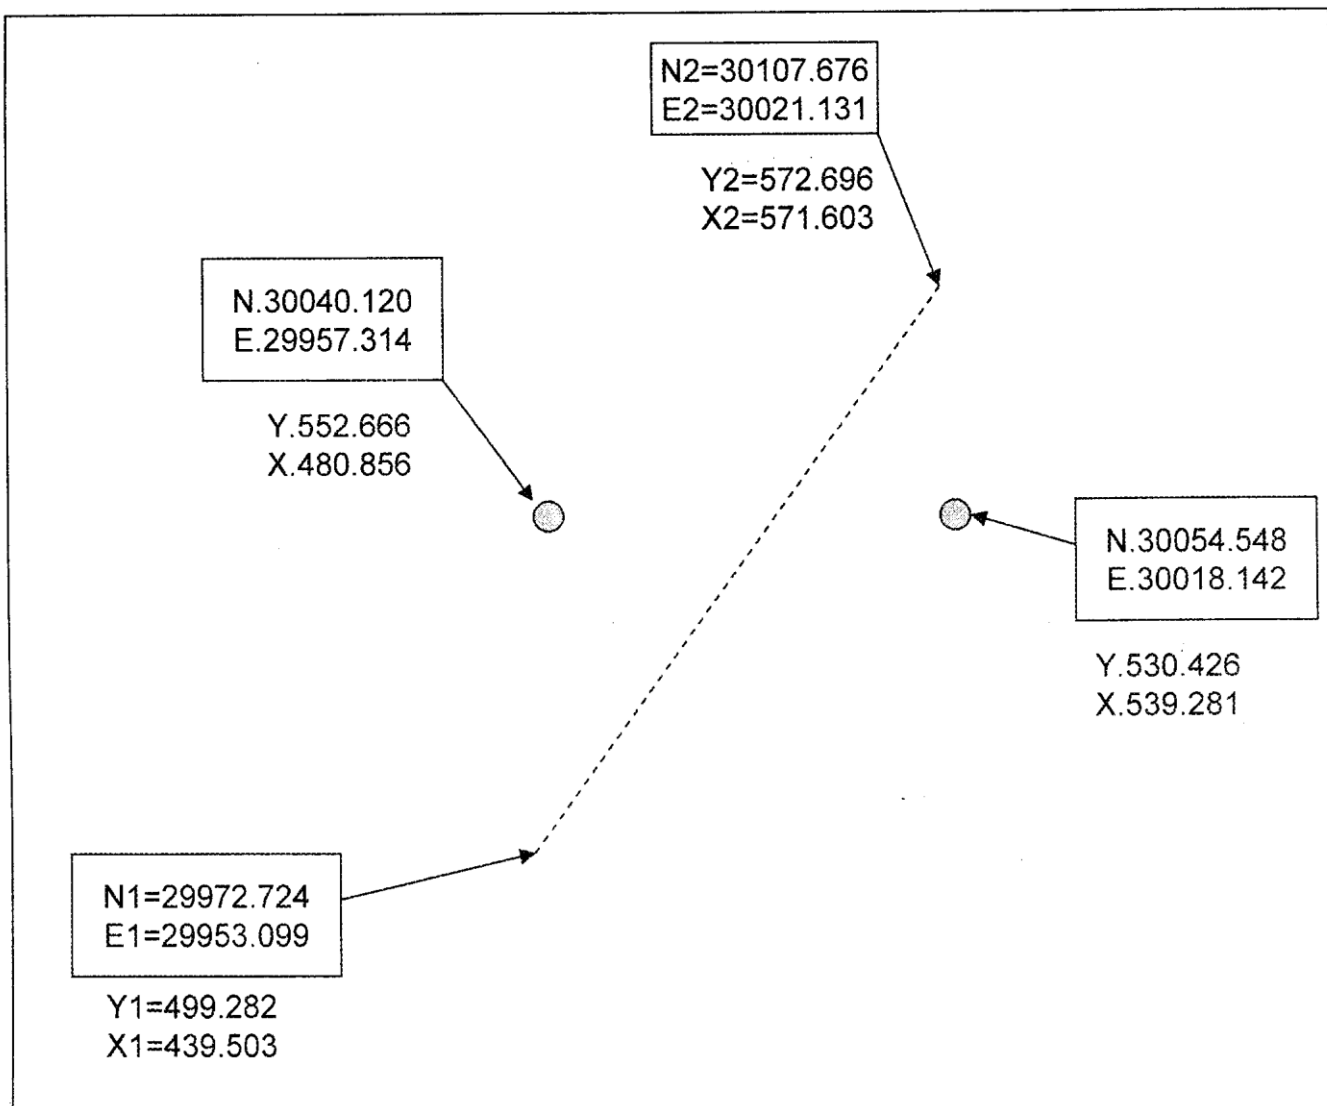 N2=30107.676
E2=30021.131
Y2=572.696
X2=571.603
N.30040.120
E.29957.314
Y.552.666
X.480.856
N.30054.548
E.30018.142
Y.530.426
X.539.281
N1=29972.724
E1=29953.099
Y1=499.282
X1=439.503